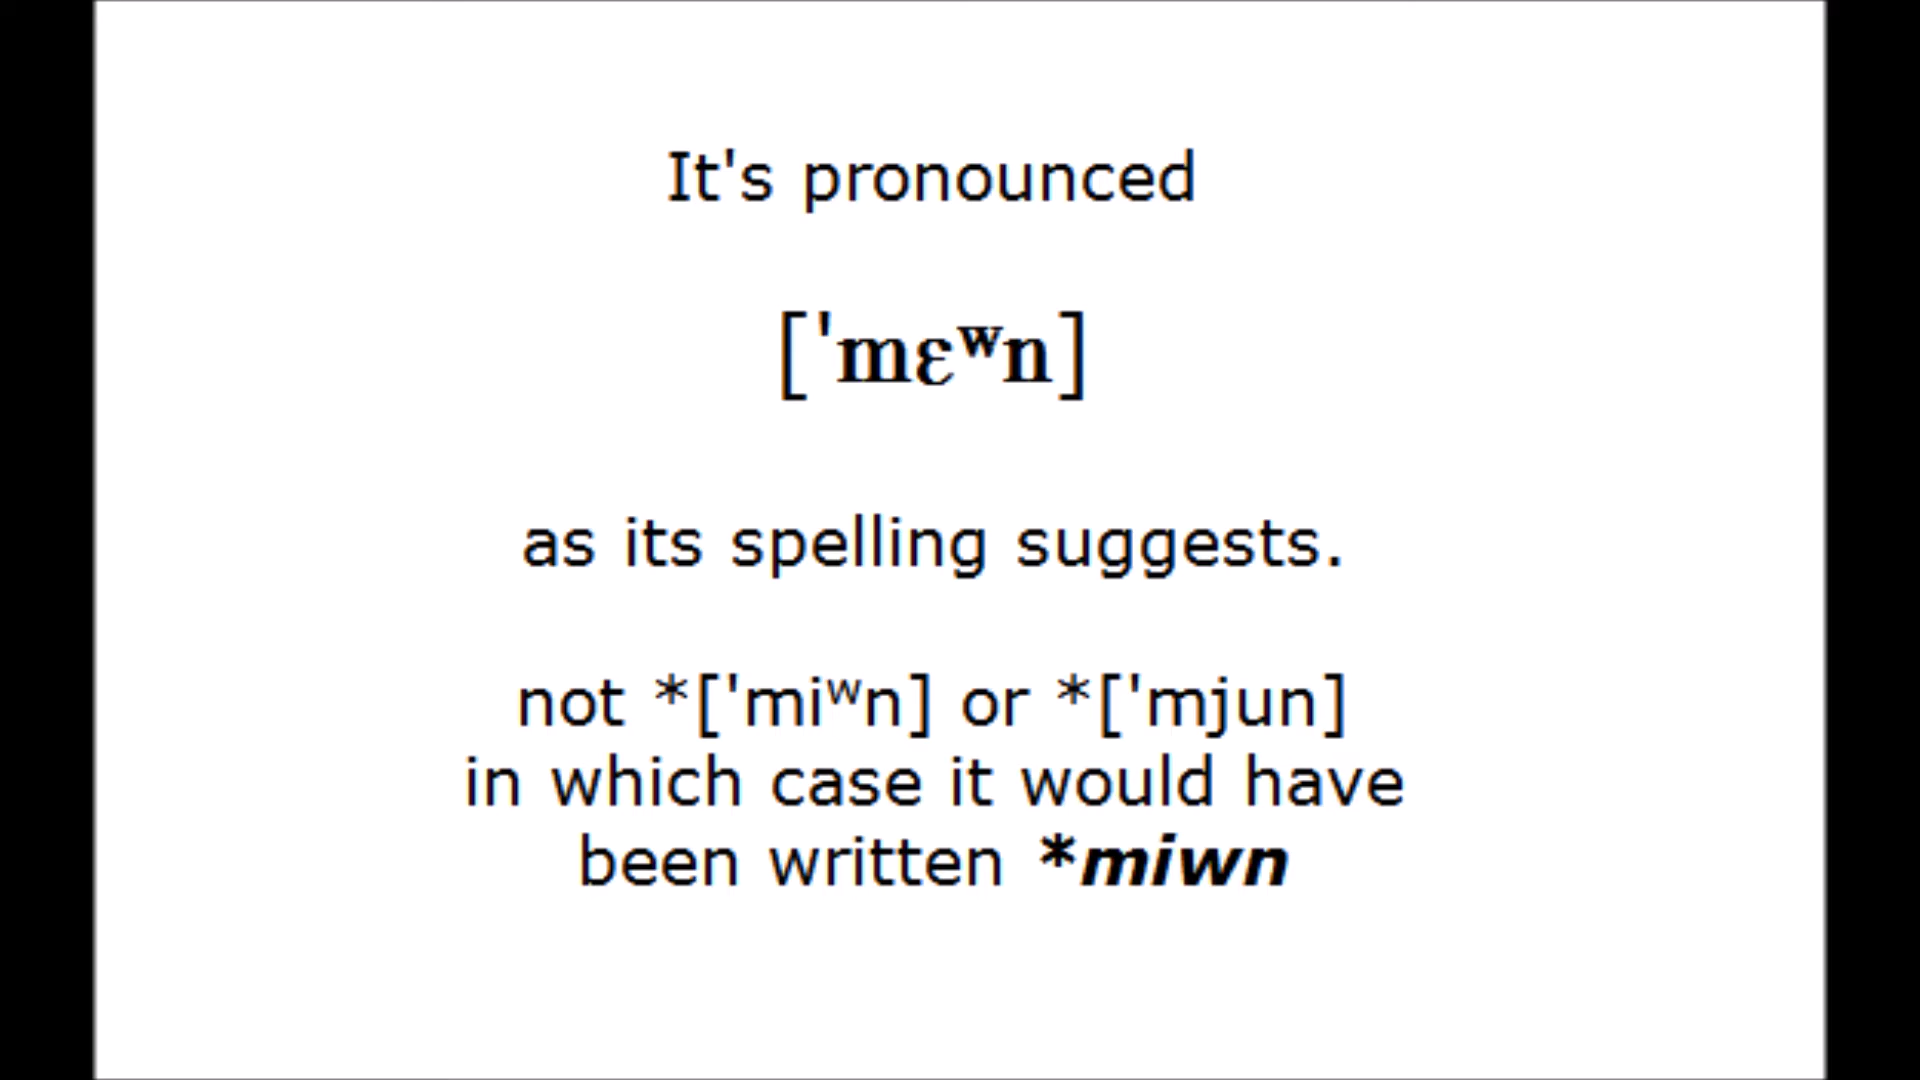 It's pronounced
['mɛʷn]
as its spelling suggests.
not *['miʷn] or *['mjun]
in which case it would have
been written *miwn